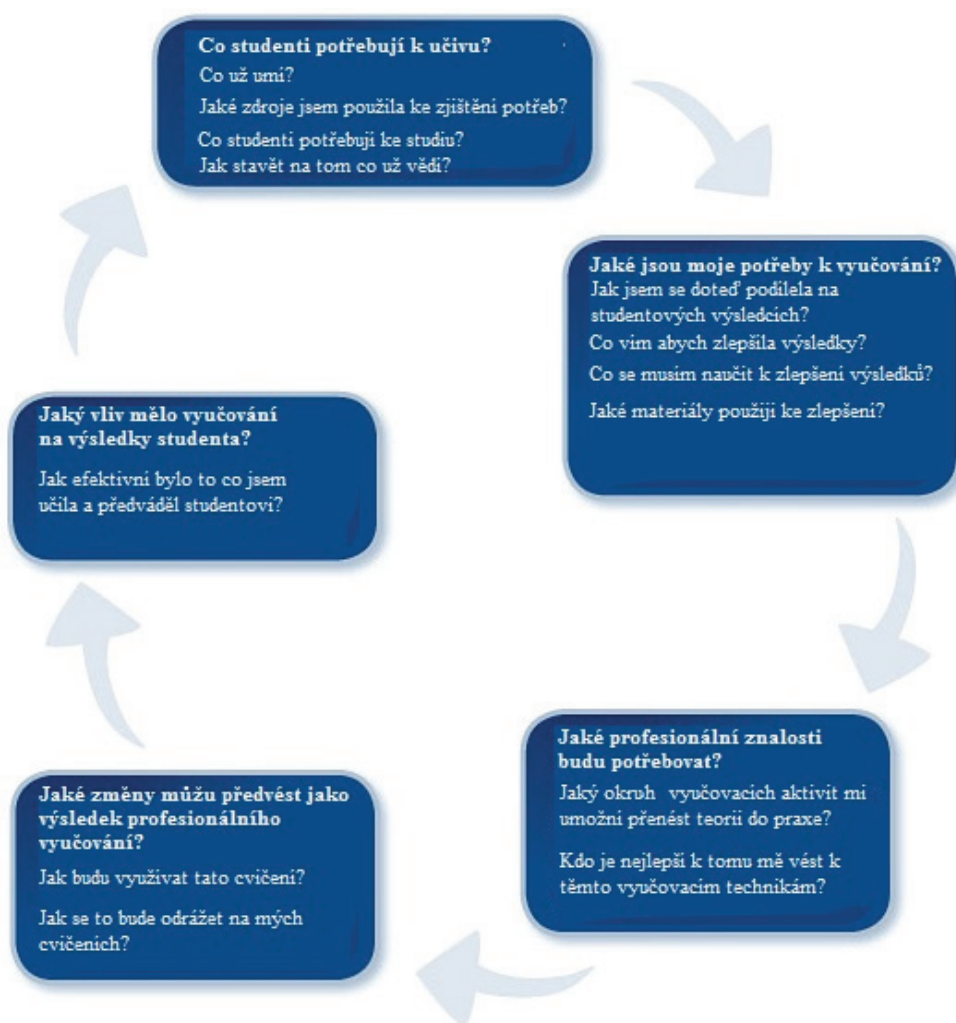 Co studenti potřebují k učivu?
Co už umí?
Jaké zdroje jsem použila ke zjištění potřeb?
Co studenti potřebují ke studiu?
Jak stavět na tom co už vědí?
Jaké jsou moje potřeby k vyučování?
Jak jsem se doteď podílela na
studentových výsledcích?
Co vím abych zlepšila výsledky?
Co se musím naučit k zlepšení výsledků?
Jaké materiály použiji ke zlepšení?
Jaké profesionální znalosti
budu potřebovat?
Jaký okruh vyučovacích aktivit mi
umožní přenést teorii do praxe?
Kdo je nejlepší k tomu mě vést k
těmto vyučovacím technikám?
Jaké změny můžu předvést jako
výsledek profesionálního
vyučování?
Jak budu využívat tato cvičení?
Jak se to bude odrážet na mých
cvičeních?
Jaký vliv mělo vyučování
na výsledky studenta?
Jak efektivní bylo to co jsem
učila a předváděl studentovi?